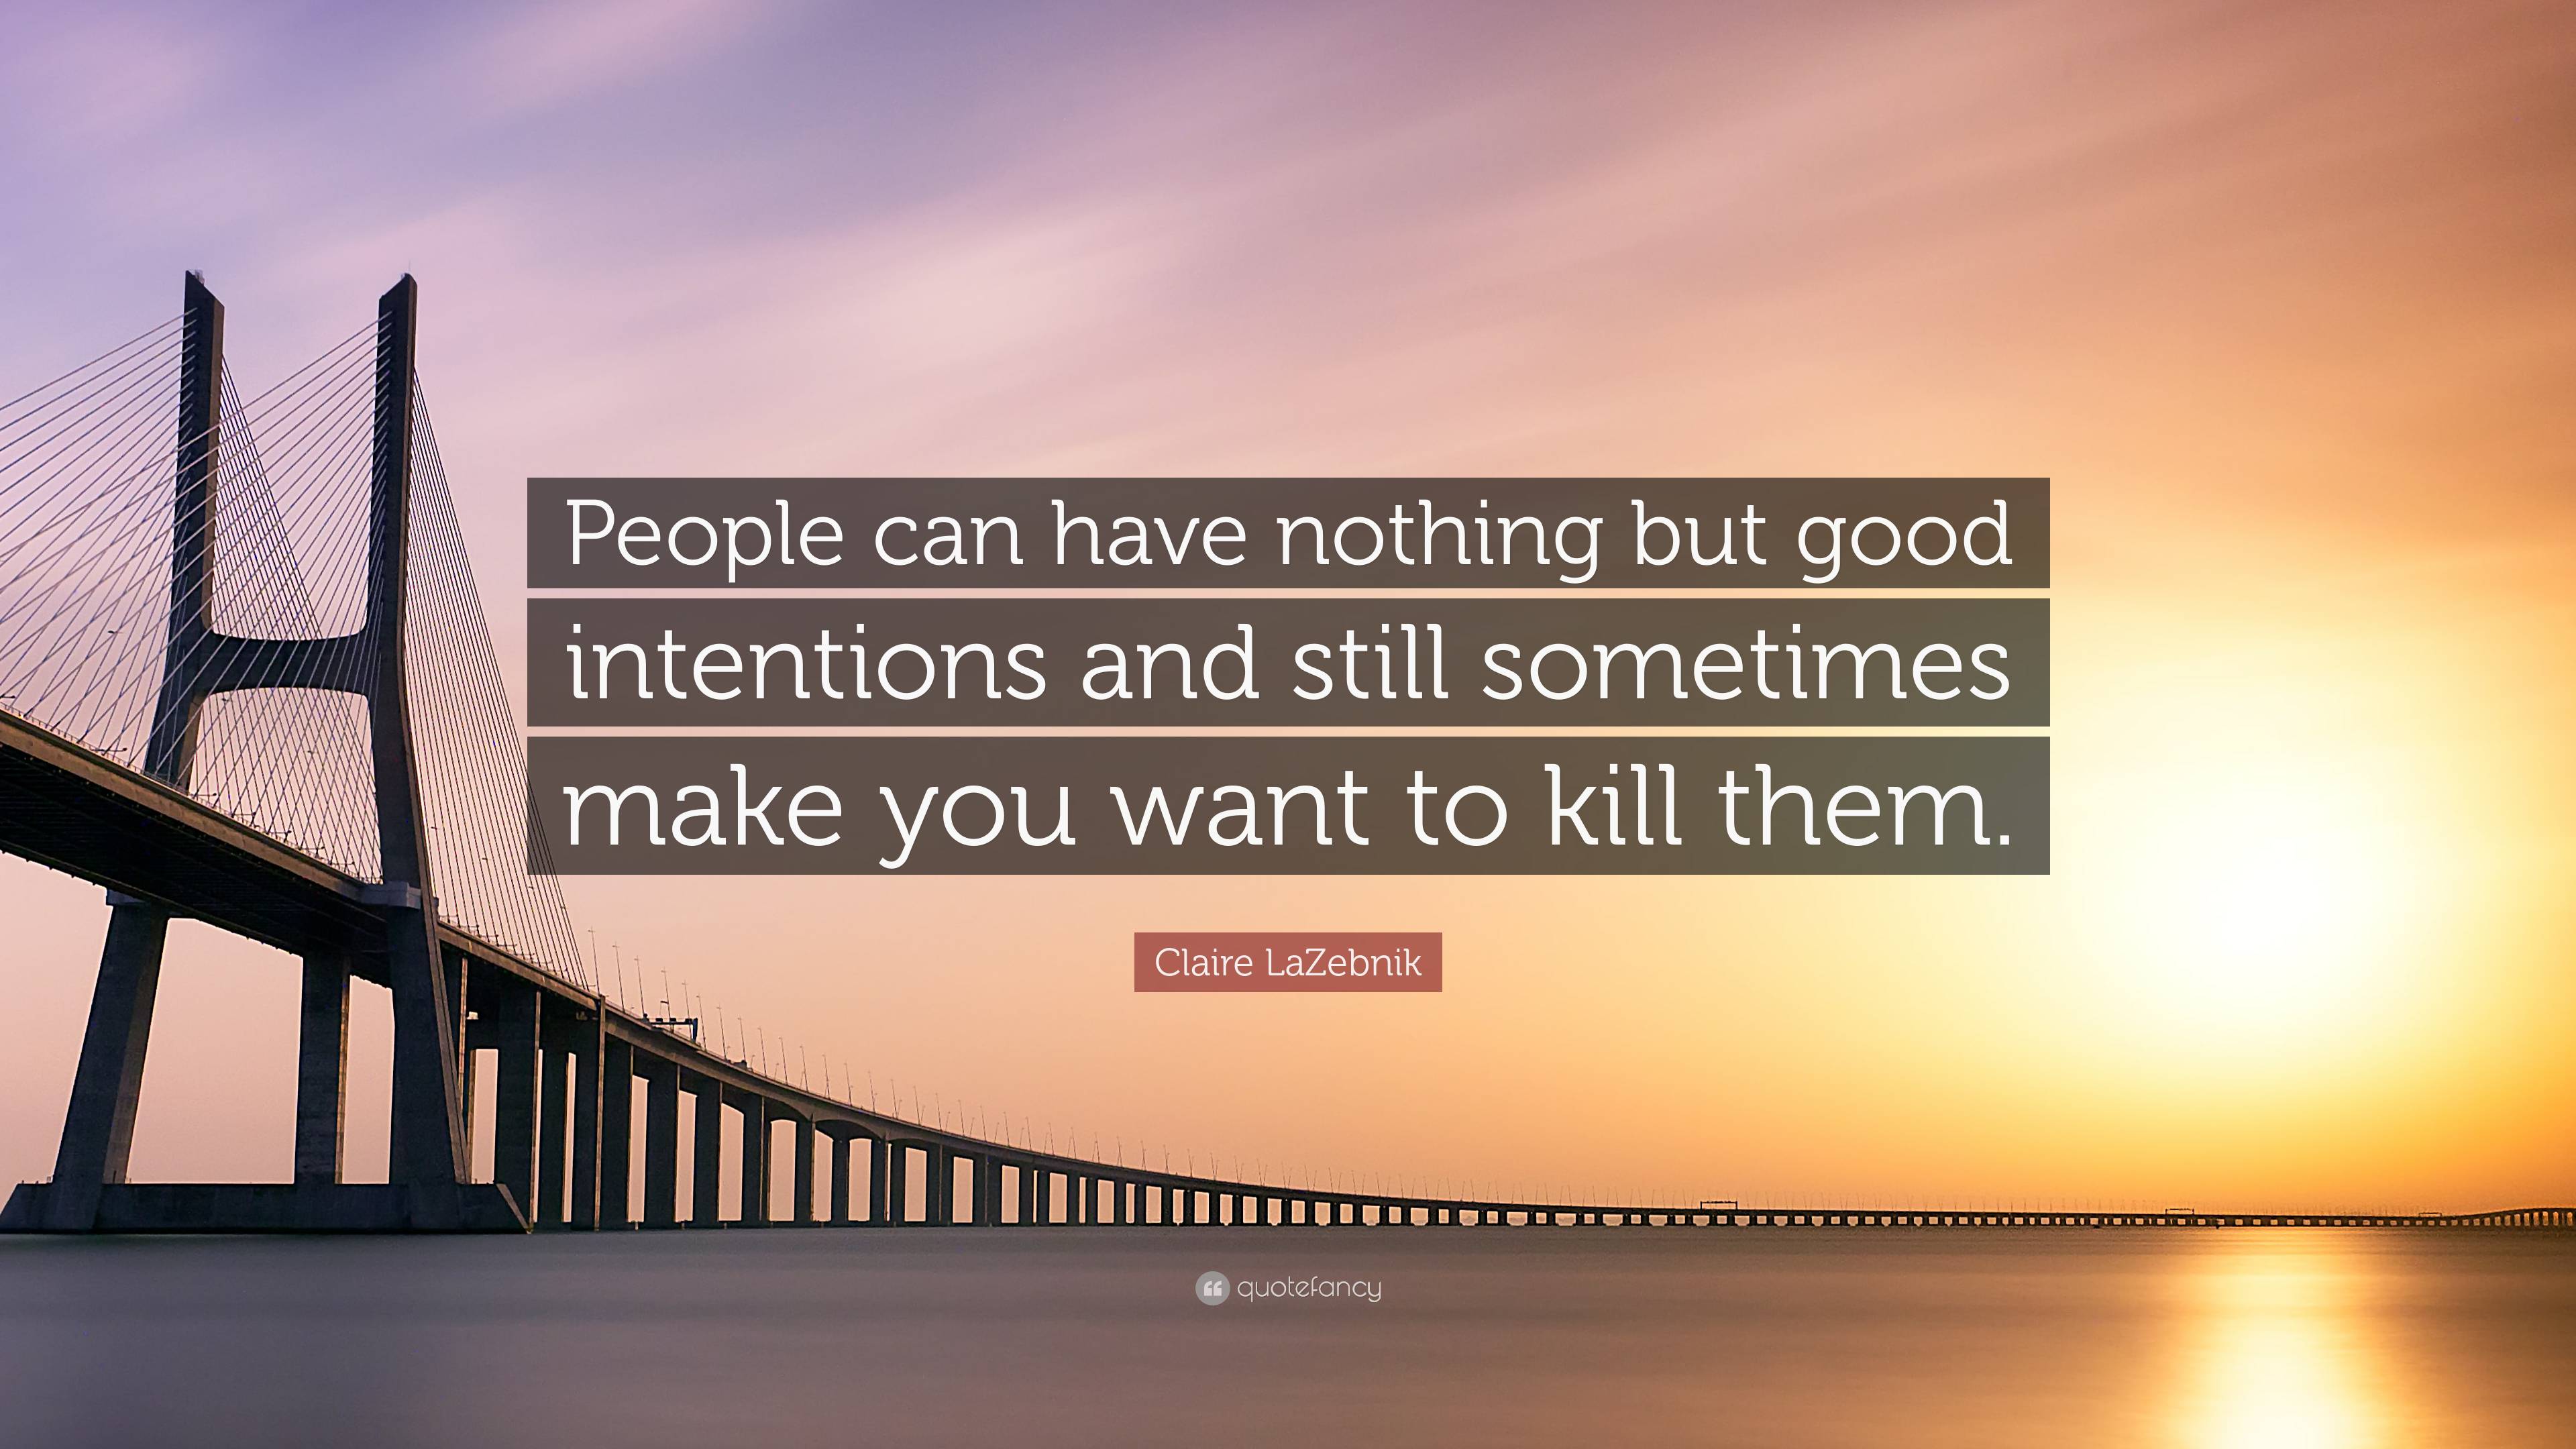 People can have nothing but good
intentions and still sometimes
make you want to kill them.
Claire LaZebnik
quotefancy